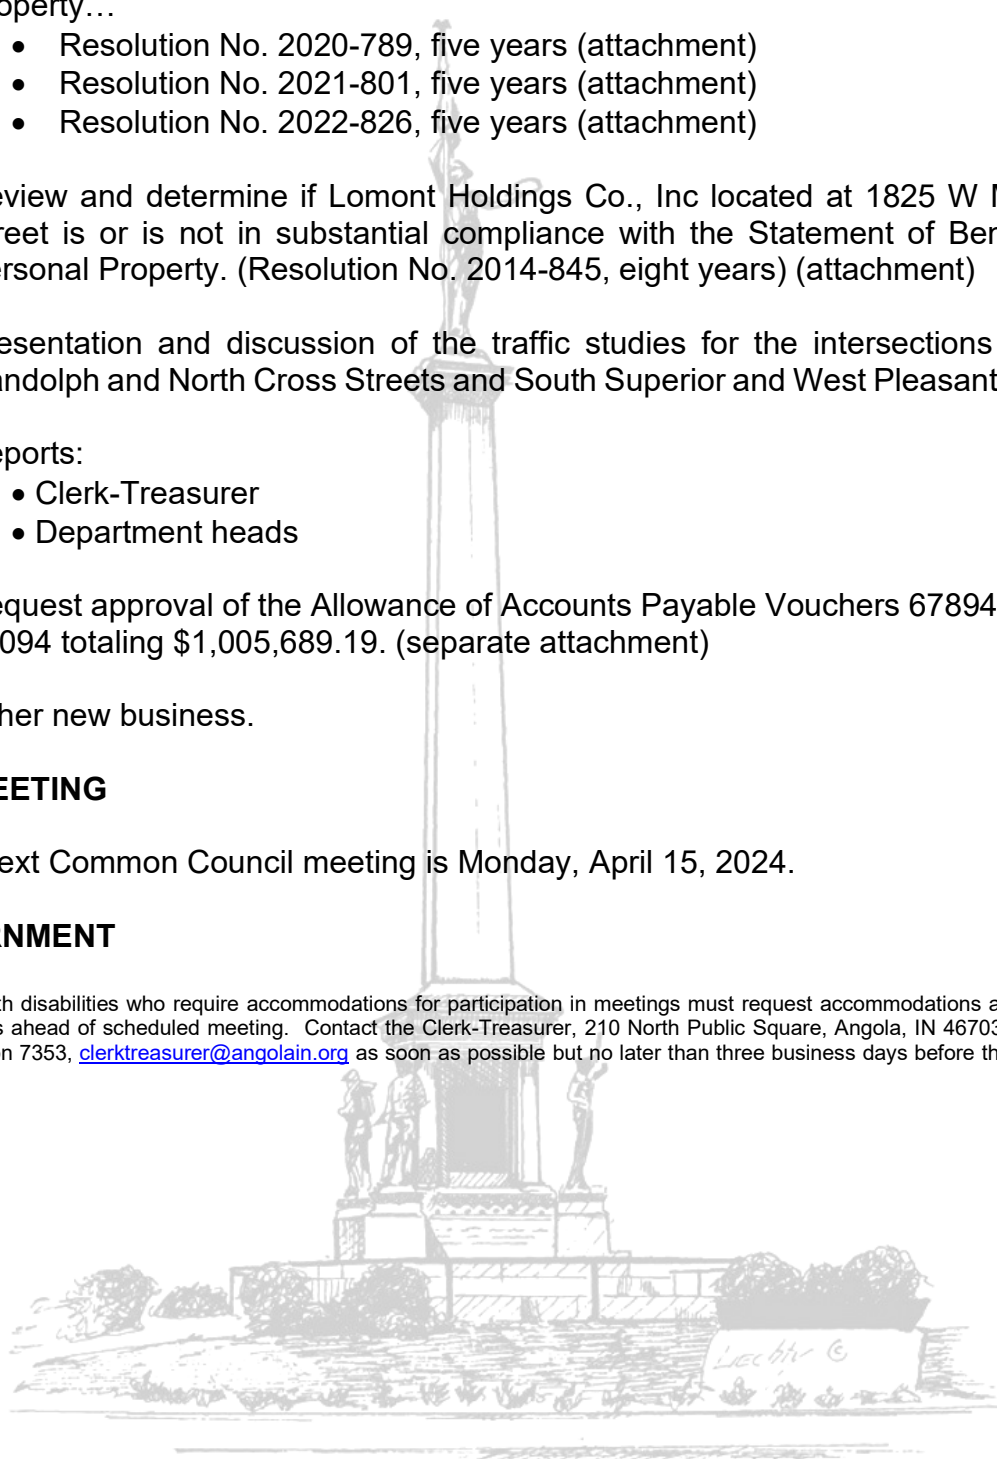 operty…
• Resolution No. 2020-789, five years (attachment)
• Resolution No. 2021-801, five years (attachment)
• Resolution No. 2022-826, five years (attachment)
eview and determine if Lomont Holdings Co., Inc located at 1825 W M
reet is or is not in substantial compliance with the Statement of Ben
ersonal Property. (Resolution No. 2014-845, eight years) (attachment)
esentation and discussion of the traffic studies for the intersections
andolph and North Cross Streets and South Superior and West Pleasant
eports:
• Clerk-Treasurer
• Department heads
equest approval of the Allowance of Accounts Payable Vouchers 67894
094 totaling $1,005,689.19. (separate attachment)
her new business.
EETING
ext Common Council meeting is Monday, April 15, 2024.
RNMENT
th disabilities who require accommodations for participation in meetings must request accommodations a
s ahead of scheduled meeting. Contact the Clerk-Treasurer, 210 North Public Square, Angola, IN 46703
on 7353, clerktreasurer@angolain.org as soon as possible but no later than three business days before th